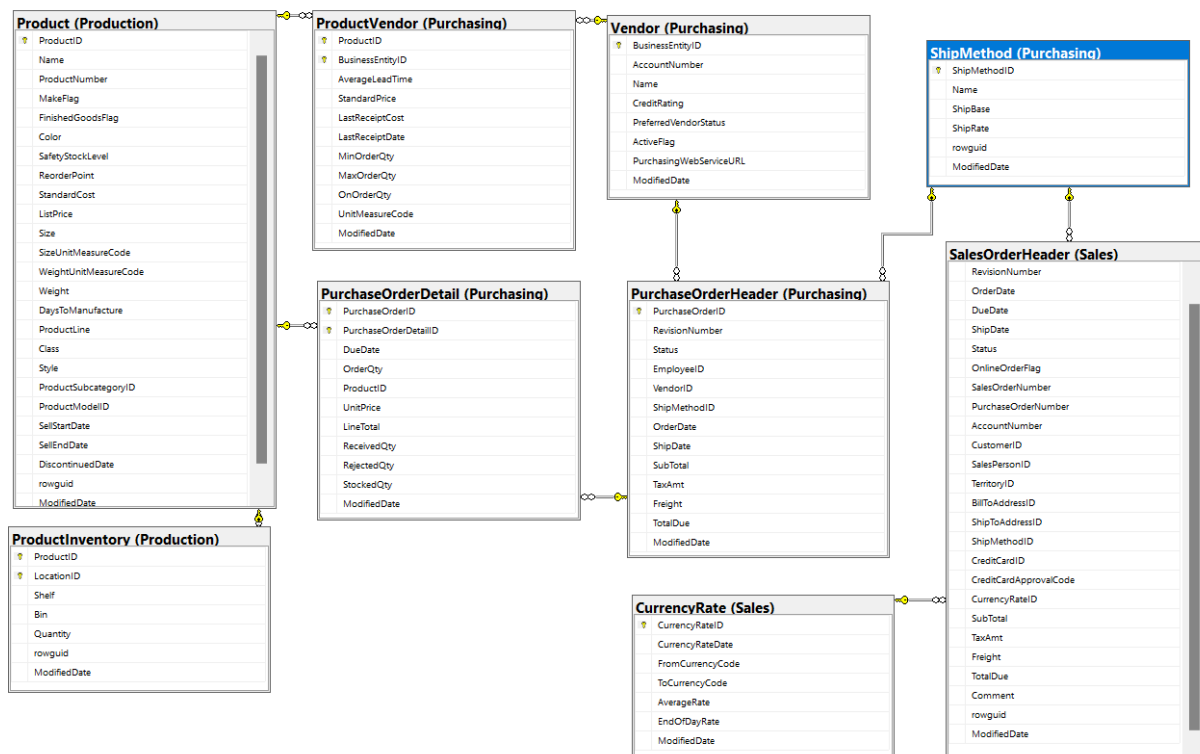 Product (Production)
ProductID
Name
ProductNumber
MakeFlag
FinishedGoodsFlag
Color
SafetyStockLevel
ReorderPoint
StandardCost
ListPrice
Size
SizeUnitMeasureCode
WeightUnitMeasureCode
Weight
DaysToManufacture
ProductLine
Class
Style
ProductSubcategoryID
ProductModelID
SellStartDate
SellEndDate
DiscontinuedDate
rowguid
ModifiedDate
ProductVendor (Purchasing)
ProductID
BusinessEntityID
AverageLeadTime
StandardPrice
LastReceiptCost
LastReceiptDate
MinOrderQty
MaxOrderQty
OnOrderQty
UnitMeasureCode
ModifiedDate
Vendor (Purchasing)
BusinessEntityID
AccountNumber
Name
CreditRating
PreferredVendorStatus
ActiveFlag
PurchasingWebServiceURL
ModifiedDate
ShipMethod (Purchasing)
ShipMethodID
Name
ShipBase
ShipRate
rowguid
ModifiedDate
PurchaseOrderDetail (Purchasing)
PurchaseOrderID
PurchaseOrderDetailID
DueDate
OrderQty
ProductID
UnitPrice
LineTotal
ReceivedQty
RejectedQty
StockedQty
ModifiedDate
PurchaseOrderHeader (Purchasing)
PurchaseOrderID
RevisionNumber
Status
EmployeeID
VendorID
ShipMethodID
OrderDate
ShipDate
SubTotal
TaxAmt
Freight
TotalDue
ModifiedDate
SalesOrderHeader (Sales)
RevisionNumber
OrderDate
DueDate
ShipDate
Status
OnlineOrderFlag
SalesOrderNumber
PurchaseOrderNumber
AccountNumber
CustomerID
SalesPersonID
TerritoryID
BillToAddressID
ShipToAddressID
ShipMethodID
CreditCardID
CreditCardApprovalCode
CurrencyRateID
SubTotal
TaxAmt
Freight
TotalDue
Comment
rowguid
ModifiedDate
ProductInventory (Production)
ProductID
LocationID
Shelf
Bin
Quantity
rowguid
ModifiedDate
CurrencyRate (Sales)
CurrencyRateID
CurrencyRateDate
FromCurrencyCode
ToCurrencyCode
AverageRate
EndOfDayRate
ModifiedDate